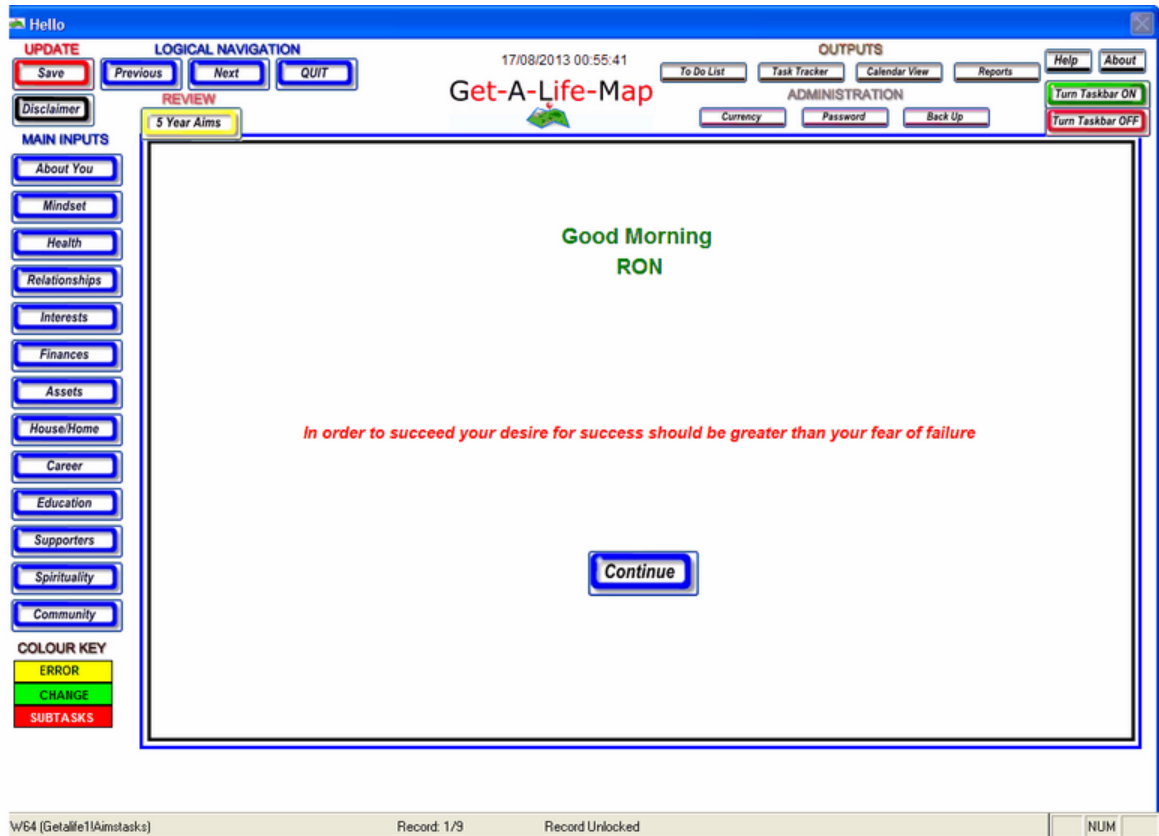 Hello
UPDATE LOGICAL NAVIGATION 17/08/2013 00:55:41 OUTPUTS
Save Previous Next QUIT To Do List Task Tracker Calendar View Reports Help About
Get-A-Life-Map
Disclaimer REVIEW ADMINISTRATION Turn Taskbar ON
5 Year Aims Currency Password Back Up Turn Taskbar OFF
MAIN INPUTS
About You
Mindset
Health
Relationships
Interests
Finances
Assets
House/Home
Career
Education
Supporters
Spirituality
Community
COLOUR KEY
ERROR
CHANGE
SUBTASKS
Good Morning
RON
In order to succeed your desire for success should be greater than your fear of failure
Continue
W64 (Getalife1!Aimstasks) Record: 1/9 Record Unlocked NUM